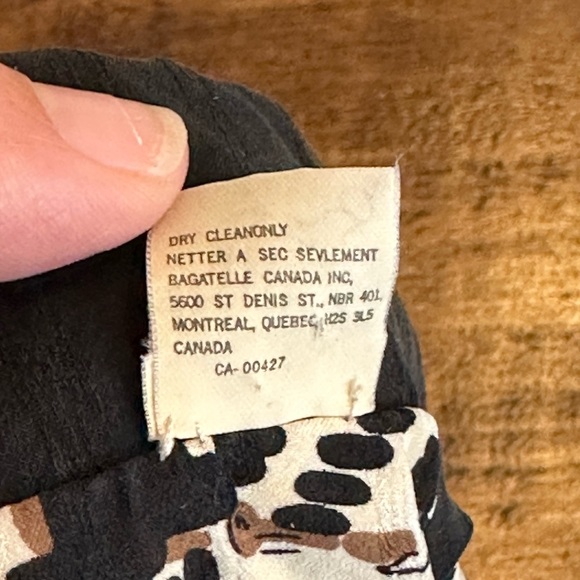 DRY CLEANONLY
NETTER A SEC SEVLEMENT
BAGATELLE CANADA INC,
5600 ST DENIS ST., NBR 401,
MONTREAL, QUEBEC, H2S 3L5
CANADA
CA-00427